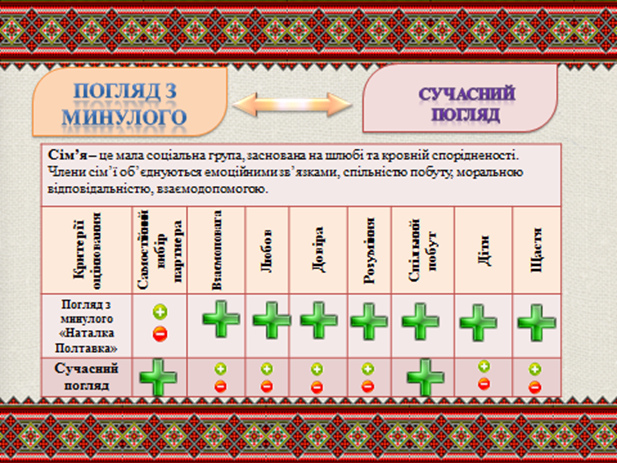 ПОГЛЯД З
МИНУЛОГО
СУЧАСНИЙ
ПОГЛЯД
Сім’я – це мала соціальна група, заснована на шлюбі та кровній спорідненості.
Члени сім’ї об’єднуються емоційними зв’язками, спільністю побуту, моральною
відповідальністю, взаємодопомогою.
Критерії
оцінювання
Самостійний
вибір
партнера
Взаємоповага
Любов
Довіра
Розуміння
Спільний
побут
Діти
Щастя
Погляд з
минулого
«Наталка
Полтавка»
Сучасний
погляд